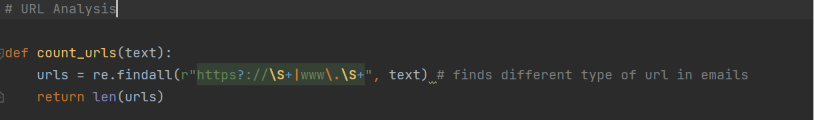 # URL Analysis
def count_urls(text):
    urls = re.findall(r"https?://\S+|www\.\S+", text) # finds different type of url in emails
    return len(urls)